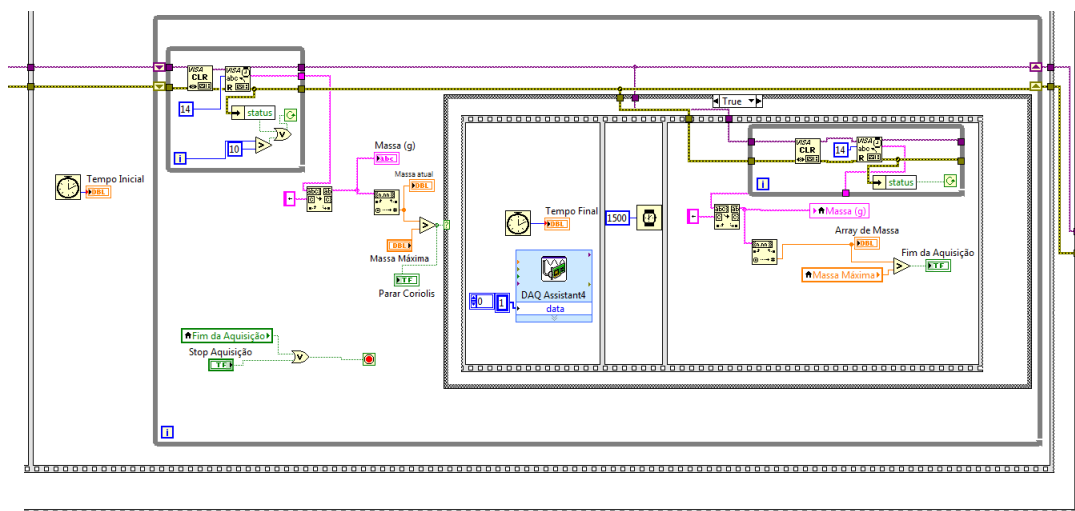 VISA
CLR
VISA
abc
R
14
status
10
i
Tempo Inicial
DBL
Massa (g)
abc
Massa atual
DBL
DBL
Massa Máxima
TF
Parar Coriolis
?
True
Tempo Final
DBL
1500
DAQ Assistant4
data
0
1
VISA
CLR
VISA
abc
R
14
status
i
Massa (g)
Array de Massa
DBL
Massa Máxima
Fim da Aquisição
TF
Fim da Aquisição
Stop Aquisição
TF
i